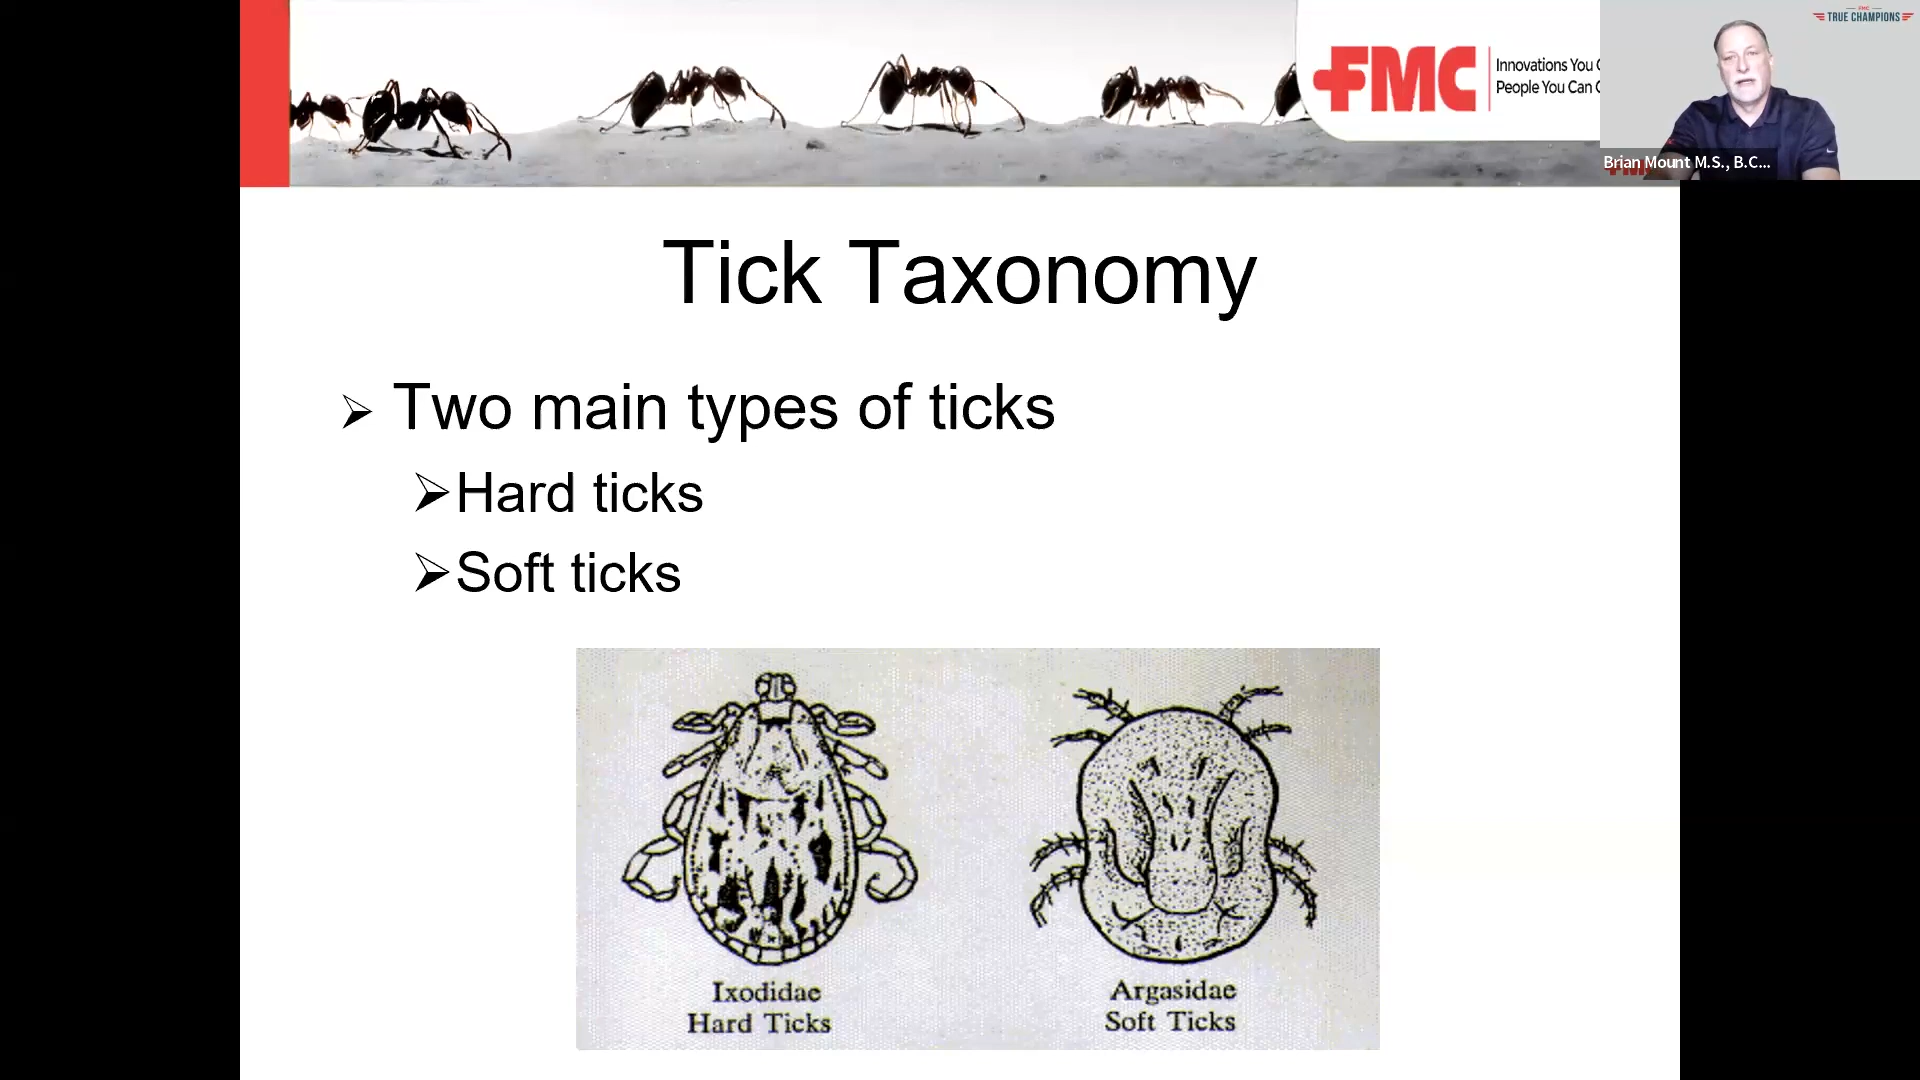 FMC
Innovations You
People You Can
FMC
TRUE CHAMPIONS
Brian Mount M.S., B.C...
Tick Taxonomy
Two main types of ticks
Hard ticks
Soft ticks
Ixodidae
Hard Ticks
Argasidae
Soft Ticks